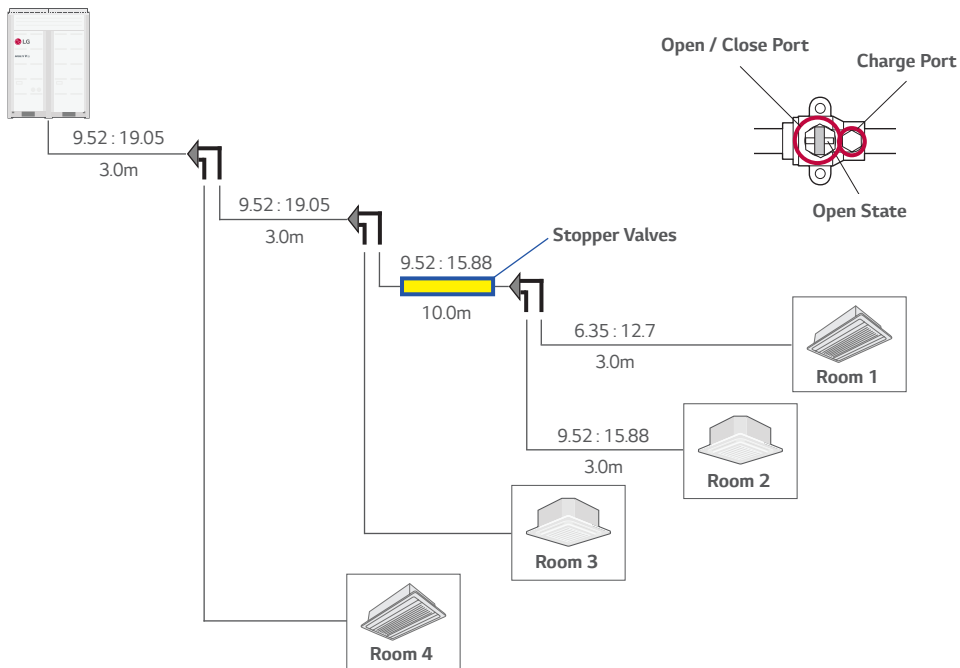 LG
Open / Close Port
Charge Port
Open State
9.52 : 19.05
3.0m
9.52 : 19.05
3.0m
Stopper Valves
9.52 : 15.88
10.0m
6.35 : 12.7
3.0m
Room 1
9.52 : 15.88
3.0m
Room 2
Room 3
Room 4